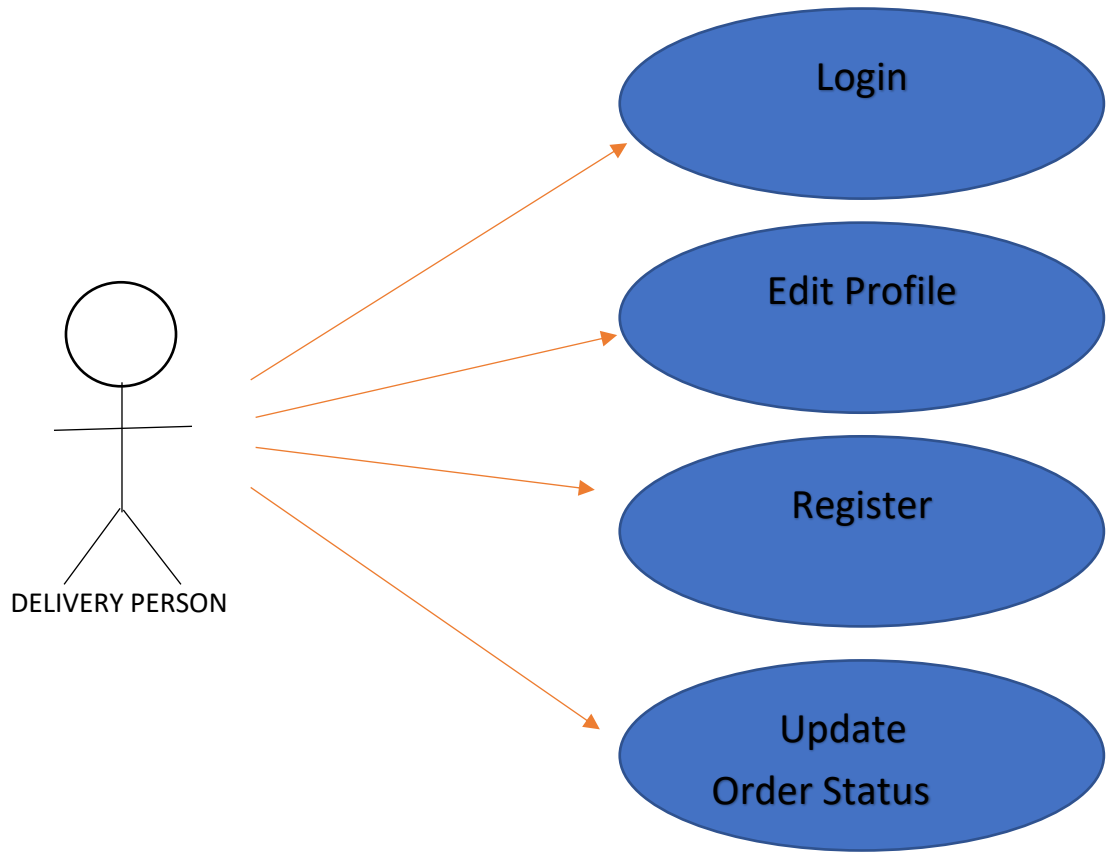 Login
Edit Profile
Register
DELIVERY PERSON
Update
Order Status